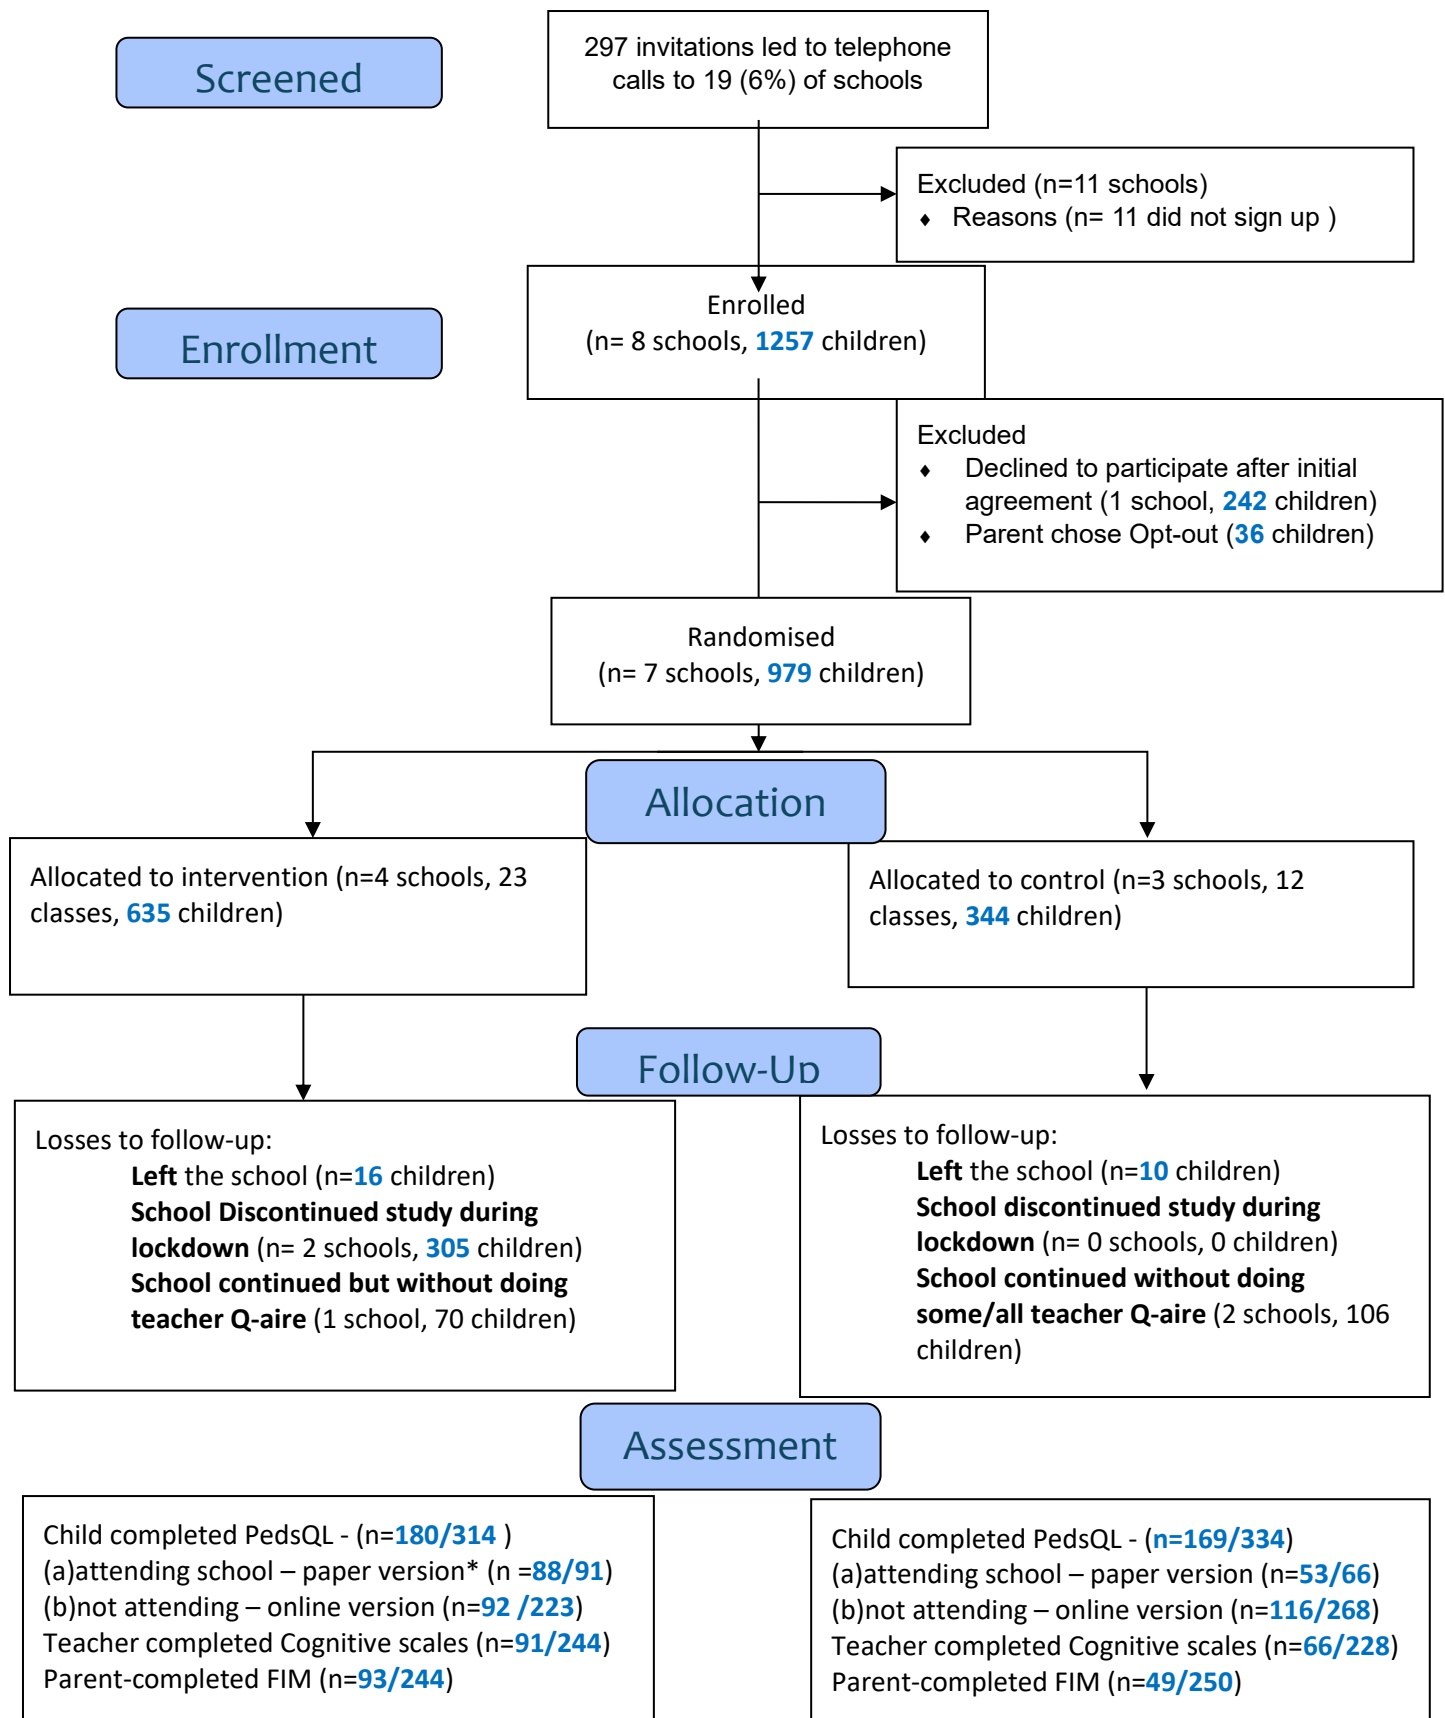 Screened
297 invitations led to telephone
calls to 19 (6%) of schools
Excluded (n=11 schools)
♦ Reasons (n= 11 did not sign up )
Enrollment
Enrolled
(n= 8 schools, 1257 children)
Excluded
♦ Declined to participate after initial
agreement (1 school, 242 children)
♦ Parent chose Opt-out (36 children)
Randomised
(n= 7 schools, 979 children)
Allocation
Allocated to intervention (n=4 schools, 23
classes, 635 children)
Allocated to control (n=3 schools, 12
classes, 344 children)
Follow-Up
Losses to follow-up:
Left the school (n=16 children)
School Discontinued study during
lockdown (n= 2 schools, 305 children)
School continued but without doing
teacher Q-aire (1 school, 70 children)
Losses to follow-up:
Left the school (n=10 children)
School discontinued study during
lockdown (n= 0 schools, 0 children)
School continued without doing
some/all teacher Q-aire (2 schools, 106
children)
Assessment
Child completed PedsQL - (n=180/314 )
(a)attending school – paper version* (n =88/91)
(b)not attending – online version (n=92 /223)
Teacher completed Cognitive scales (n=91/244)
Parent-completed FIM (n=93/244)
Child completed PedsQL - (n=169/334)
(a)attending school – paper version (n=53/66)
(b)not attending – online version (n=116/268)
Teacher completed Cognitive scales (n=66/228)
Parent-completed FIM (n=49/250)